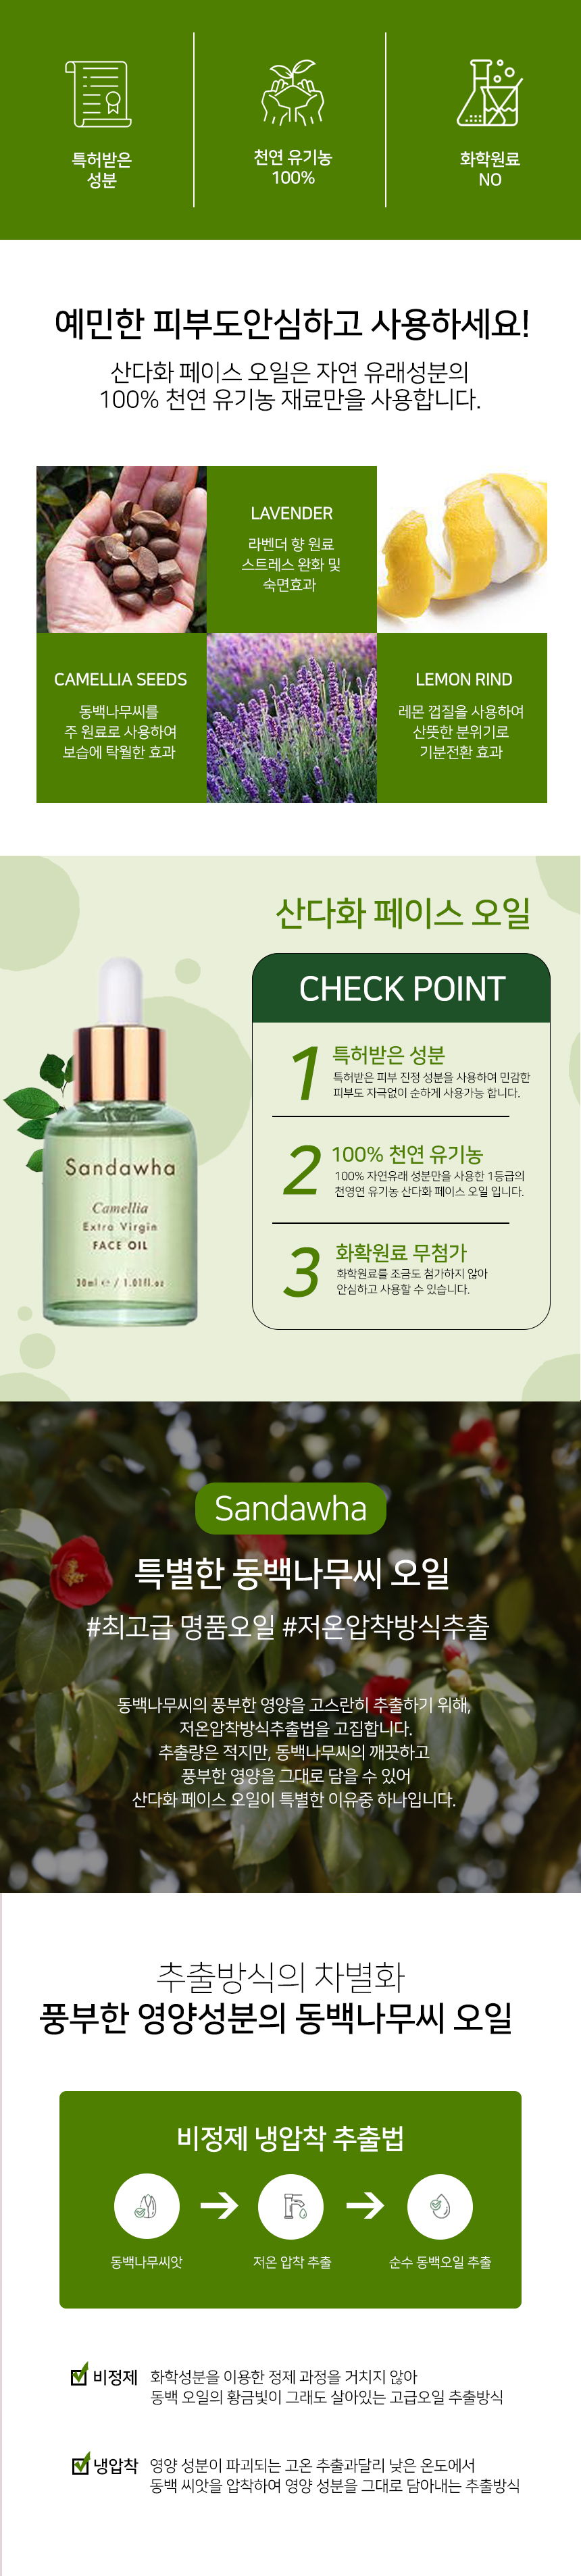 특허받은
성분
천연 유기농
100%
화학원료
NO
예민한 피부도안심하고 사용하세요!
산다화 페이스 오일은 자연 유래성분의
100% 천연 유기농 재료만을 사용합니다.
LAVENDER
라벤더 향 원료
스트레스 완화 및
숙면효과
CAMELLIA SEEDS
동백나무씨를
주 원료로 사용하여
보습에 탁월한 효과
LEMON RIND
레몬 껍질을 사용하여
산뜻한 분위기로
기분전환 효과
산다화 페이스 오일
CHECK POINT
1 특허받은 성분
특허받은 피부 진정 성분을 사용하여 민감한
피부도 자극없이 순하게 사용가능 합니다.
2 100% 천연 유기농
100% 자연유래 성분만을 사용한 1등급의
천영연 유기농 산다화 페이스 오일 입니다.
3 화확원료 무첨가
화학원료를 조금도 첨가하지 않아
안심하고 사용할 수 있습니다.
Sandawha
Camellia
Extra Virgin
FACE OIL
30ml e / 1.01fl.oz
Sandawha
특별한 동백나무씨 오일
#최고급 명품오일 #저온압착방식추출
동백나무씨의 풍부한 영양을 고스란히 추출하기 위해,
저온압착방식추출법을 고집합니다.
추출량은 적지만, 동백나무씨의 깨끗하고
풍부한 영양을 그대로 담을 수 있어
산다화 페이스 오일이 특별한 이유중 하나입니다.
추출방식의 차별화
풍부한 영양성분의 동백나무씨 오일
비정제 냉압착 추출법
동백나무씨앗
저온 압착 추출
순수 동백오일 추출
비정제 화학성분을 이용한 정제 과정을 거치지 않아
동백 오일의 황금빛이 그래도 살아있는 고급오일 추출방식
냉압착 영양 성분이 파괴되는 고온 추출과달리 낮은 온도에서
동백 씨앗을 압착하여 영양 성분을 그대로 담아내는 추출방식